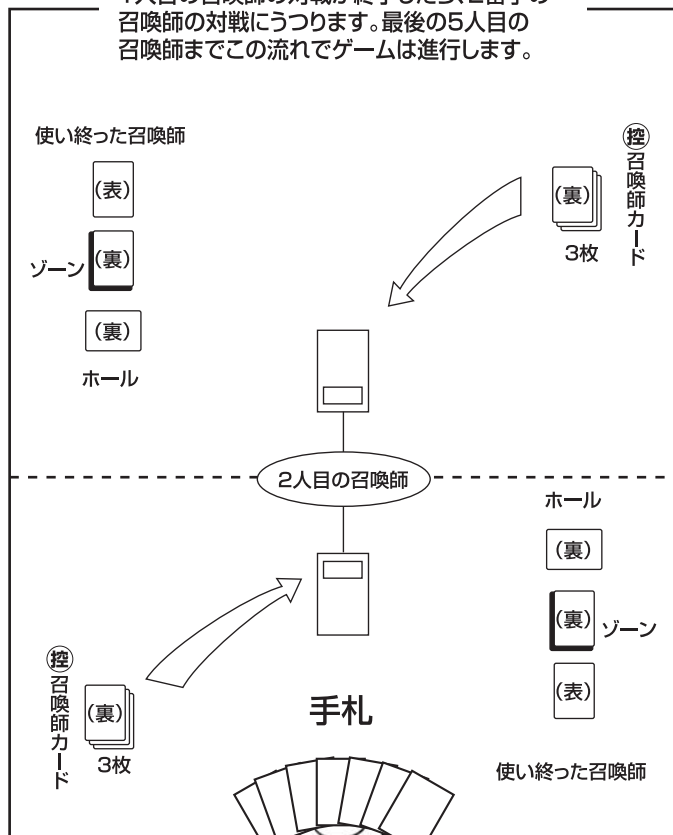 召喚師の対戦にうつります。最後の5人目の
召喚師までこの流れでゲームは進行します。
使い終った召喚師
(表)
(裏)
ゾーン
(裏)
ホール
控 召喚師カード
(裏)
3枚
2人目の召喚師
ホール
(裏)
(裏)
ゾーン
(表)
使い終った召喚師
控 召喚師カード
(裏)
3枚
手札